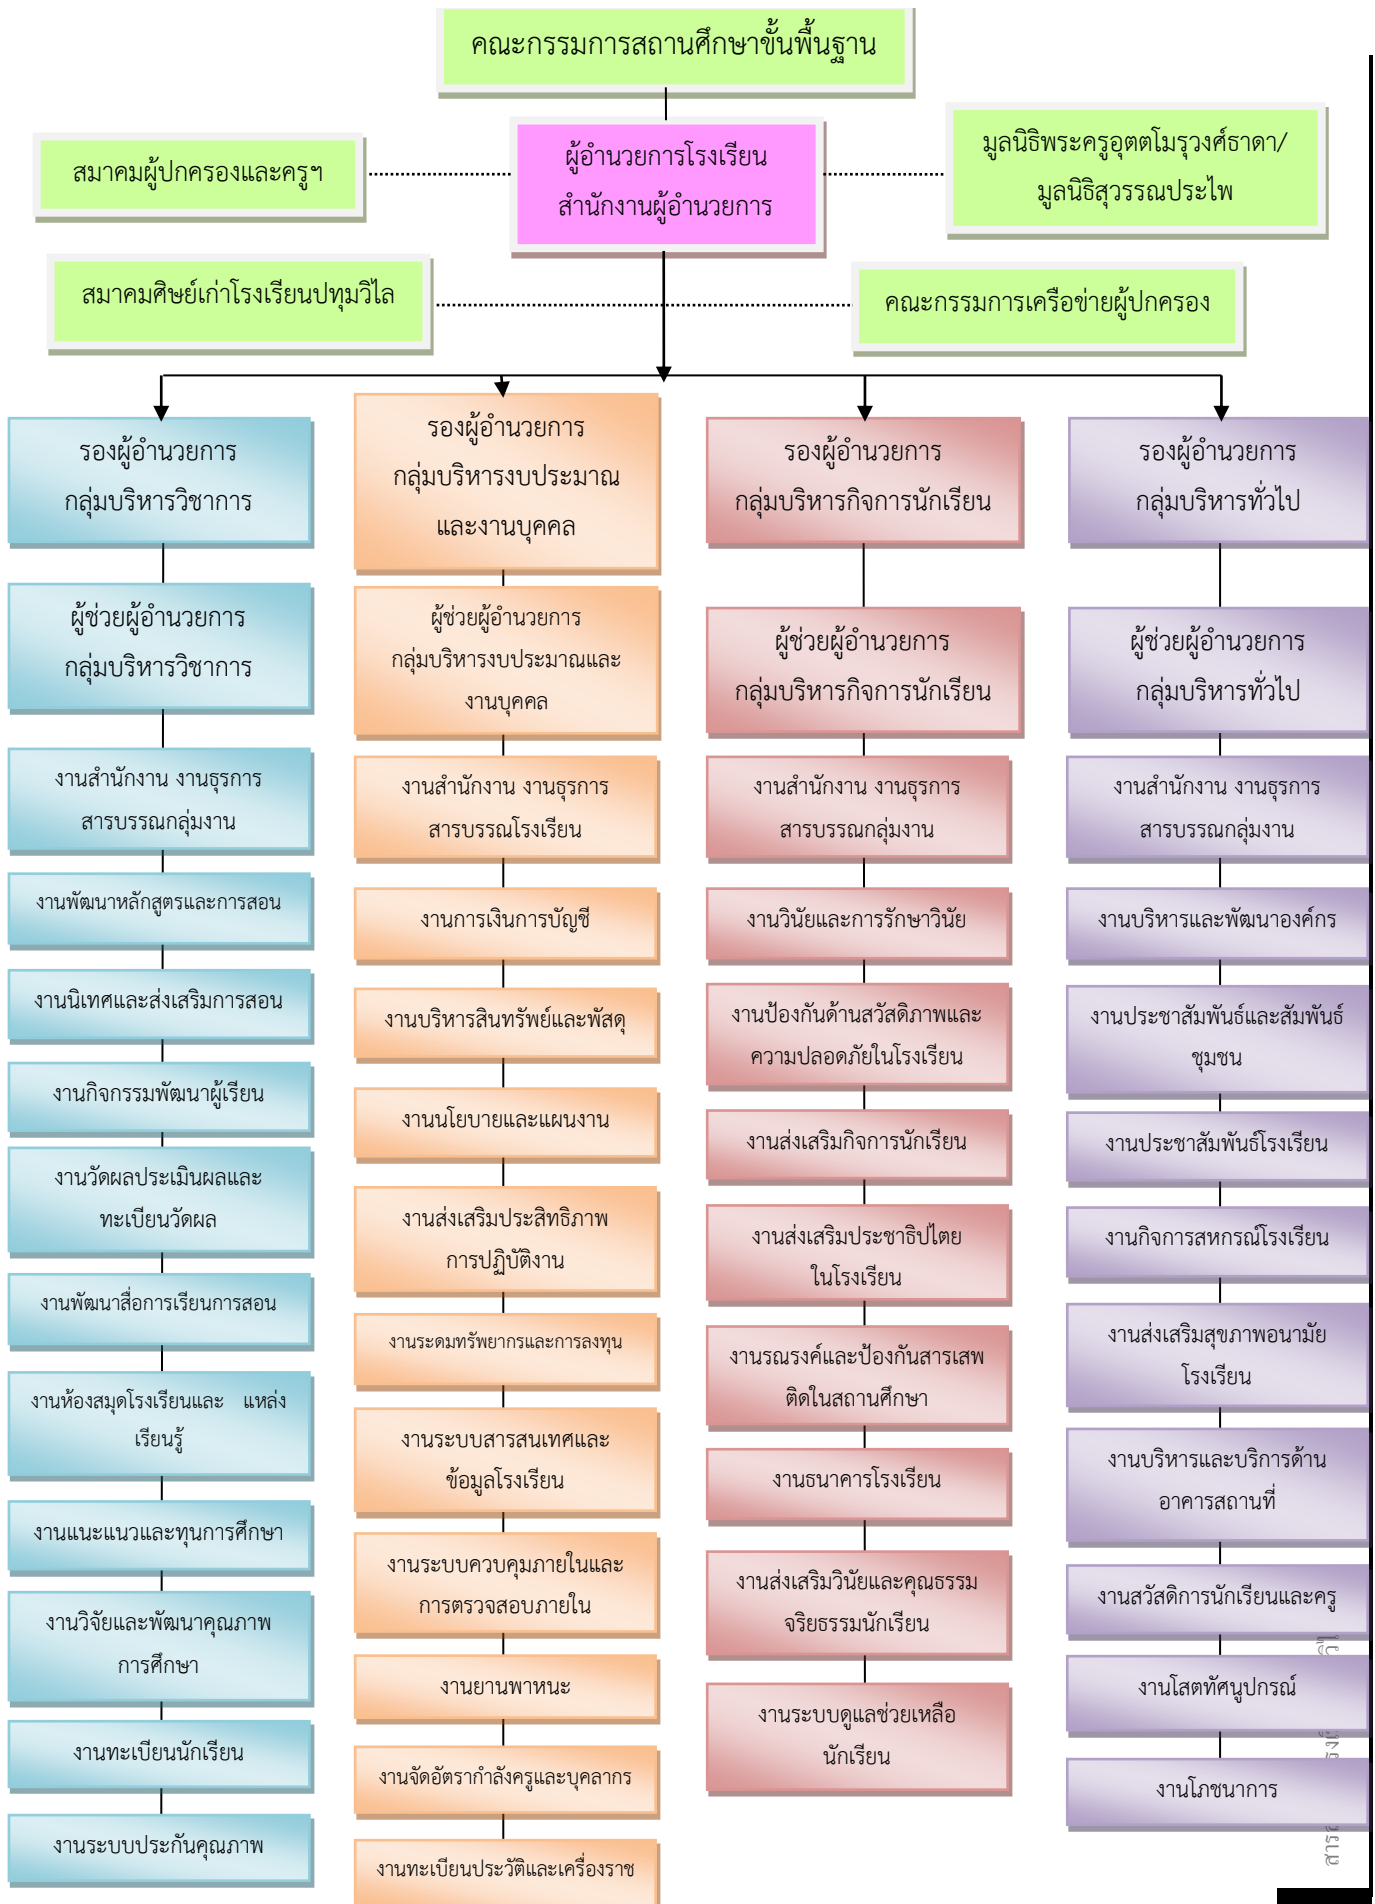 คณะกรรมการสถานศึกษาขั้นพื้นฐาน
ผู้อำนวยการโรงเรียน
สำนักงานผู้อำนวยการ
สมาคมผู้ปกครองและครูฯ
มูลนิธิพระครูอุตตโมรุวงศ์ธาดา/
มูลนิธิสุวรรณประไพ
สมาคมศิษย์เก่าโรงเรียนปทุมวิไล
คณะกรรมการเครือข่ายผู้ปกครอง
รองผู้อำนวยการ
กลุ่มบริหารวิชาการ
ผู้ช่วยผู้อำนวยการ
กลุ่มบริหารวิชาการ
งานสำนักงาน งานธุรการ
สารบรรณกลุ่มงาน
งานพัฒนาหลักสูตรและการสอน
งานนิเทศและส่งเสริมการสอน
งานกิจกรรมพัฒนาผู้เรียน
งานวัดผลประเมินผลและ
ทะเบียนวัดผล
งานพัฒนาสื่อการเรียนการสอน
งานห้องสมุดโรงเรียนและ แหล่ง
เรียนรู้
งานแนะแนวและทุนการศึกษา
งานวิจัยและพัฒนาคุณภาพ
การศึกษา
งานทะเบียนนักเรียน
งานระบบประกันคุณภาพ
รองผู้อำนวยการ
กลุ่มบริหารงบประมาณ
และงานบุคคล
ผู้ช่วยผู้อำนวยการ
กลุ่มบริหารงบประมาณและ
งานบุคคล
งานสำนักงาน งานธุรการ
สารบรรณโรงเรียน
งานการเงินการบัญชี
งานบริหารสินทรัพย์และพัสดุ
งานนโยบายและแผนงาน
งานส่งเสริมประสิทธิภาพ
การปฏิบัติงาน
งานระดมทรัพยากรและการลงทุน
งานระบบสารสนเทศและ
ข้อมูลโรงเรียน
งานระบบควบคุมภายในและ
การตรวจสอบภายใน
งานยานพาหนะ
งานจัดอัตรากำลังครูและบุคลากร
งานทะเบียนประวัติและเครื่องราช
รองผู้อำนวยการ
กลุ่มบริหารกิจการนักเรียน
ผู้ช่วยผู้อำนวยการ
กลุ่มบริหารกิจการนักเรียน
งานสำนักงาน งานธุรการ
สารบรรณกลุ่มงาน
งานวินัยและการรักษาวินัย
งานป้องกันด้านสวัสดิภาพและ
ความปลอดภัยในโรงเรียน
งานส่งเสริมกิจการนักเรียน
งานส่งเสริมประชาธิปไตย
ในโรงเรียน
งานรณรงค์และป้องกันสารเสพ
ติดในสถานศึกษา
งานธนาคารโรงเรียน
งานส่งเสริมวินัยและคุณธรรม
จริยธรรมนักเรียน
งานระบบดูแลช่วยเหลือ
นักเรียน
รองผู้อำนวยการ
กลุ่มบริหารทั่วไป
ผู้ช่วยผู้อำนวยการ
กลุ่มบริหารทั่วไป
งานสำนักงาน งานธุรการ
สารบรรณกลุ่มงาน
งานบริหารและพัฒนาองค์กร
งานประชาสัมพันธ์และสัมพันธ์
ชุมชน
งานประชาสัมพันธ์โรงเรียน
งานกิจการสหกรณ์โรงเรียน
งานส่งเสริมสุขภาพอนามัย
โรงเรียน
งานบริหารและบริการด้าน
อาคารสถานที่
งานสวัสดิการนักเรียนและครู
งานโสตทัศนูปกรณ์
งานโภชนาการ